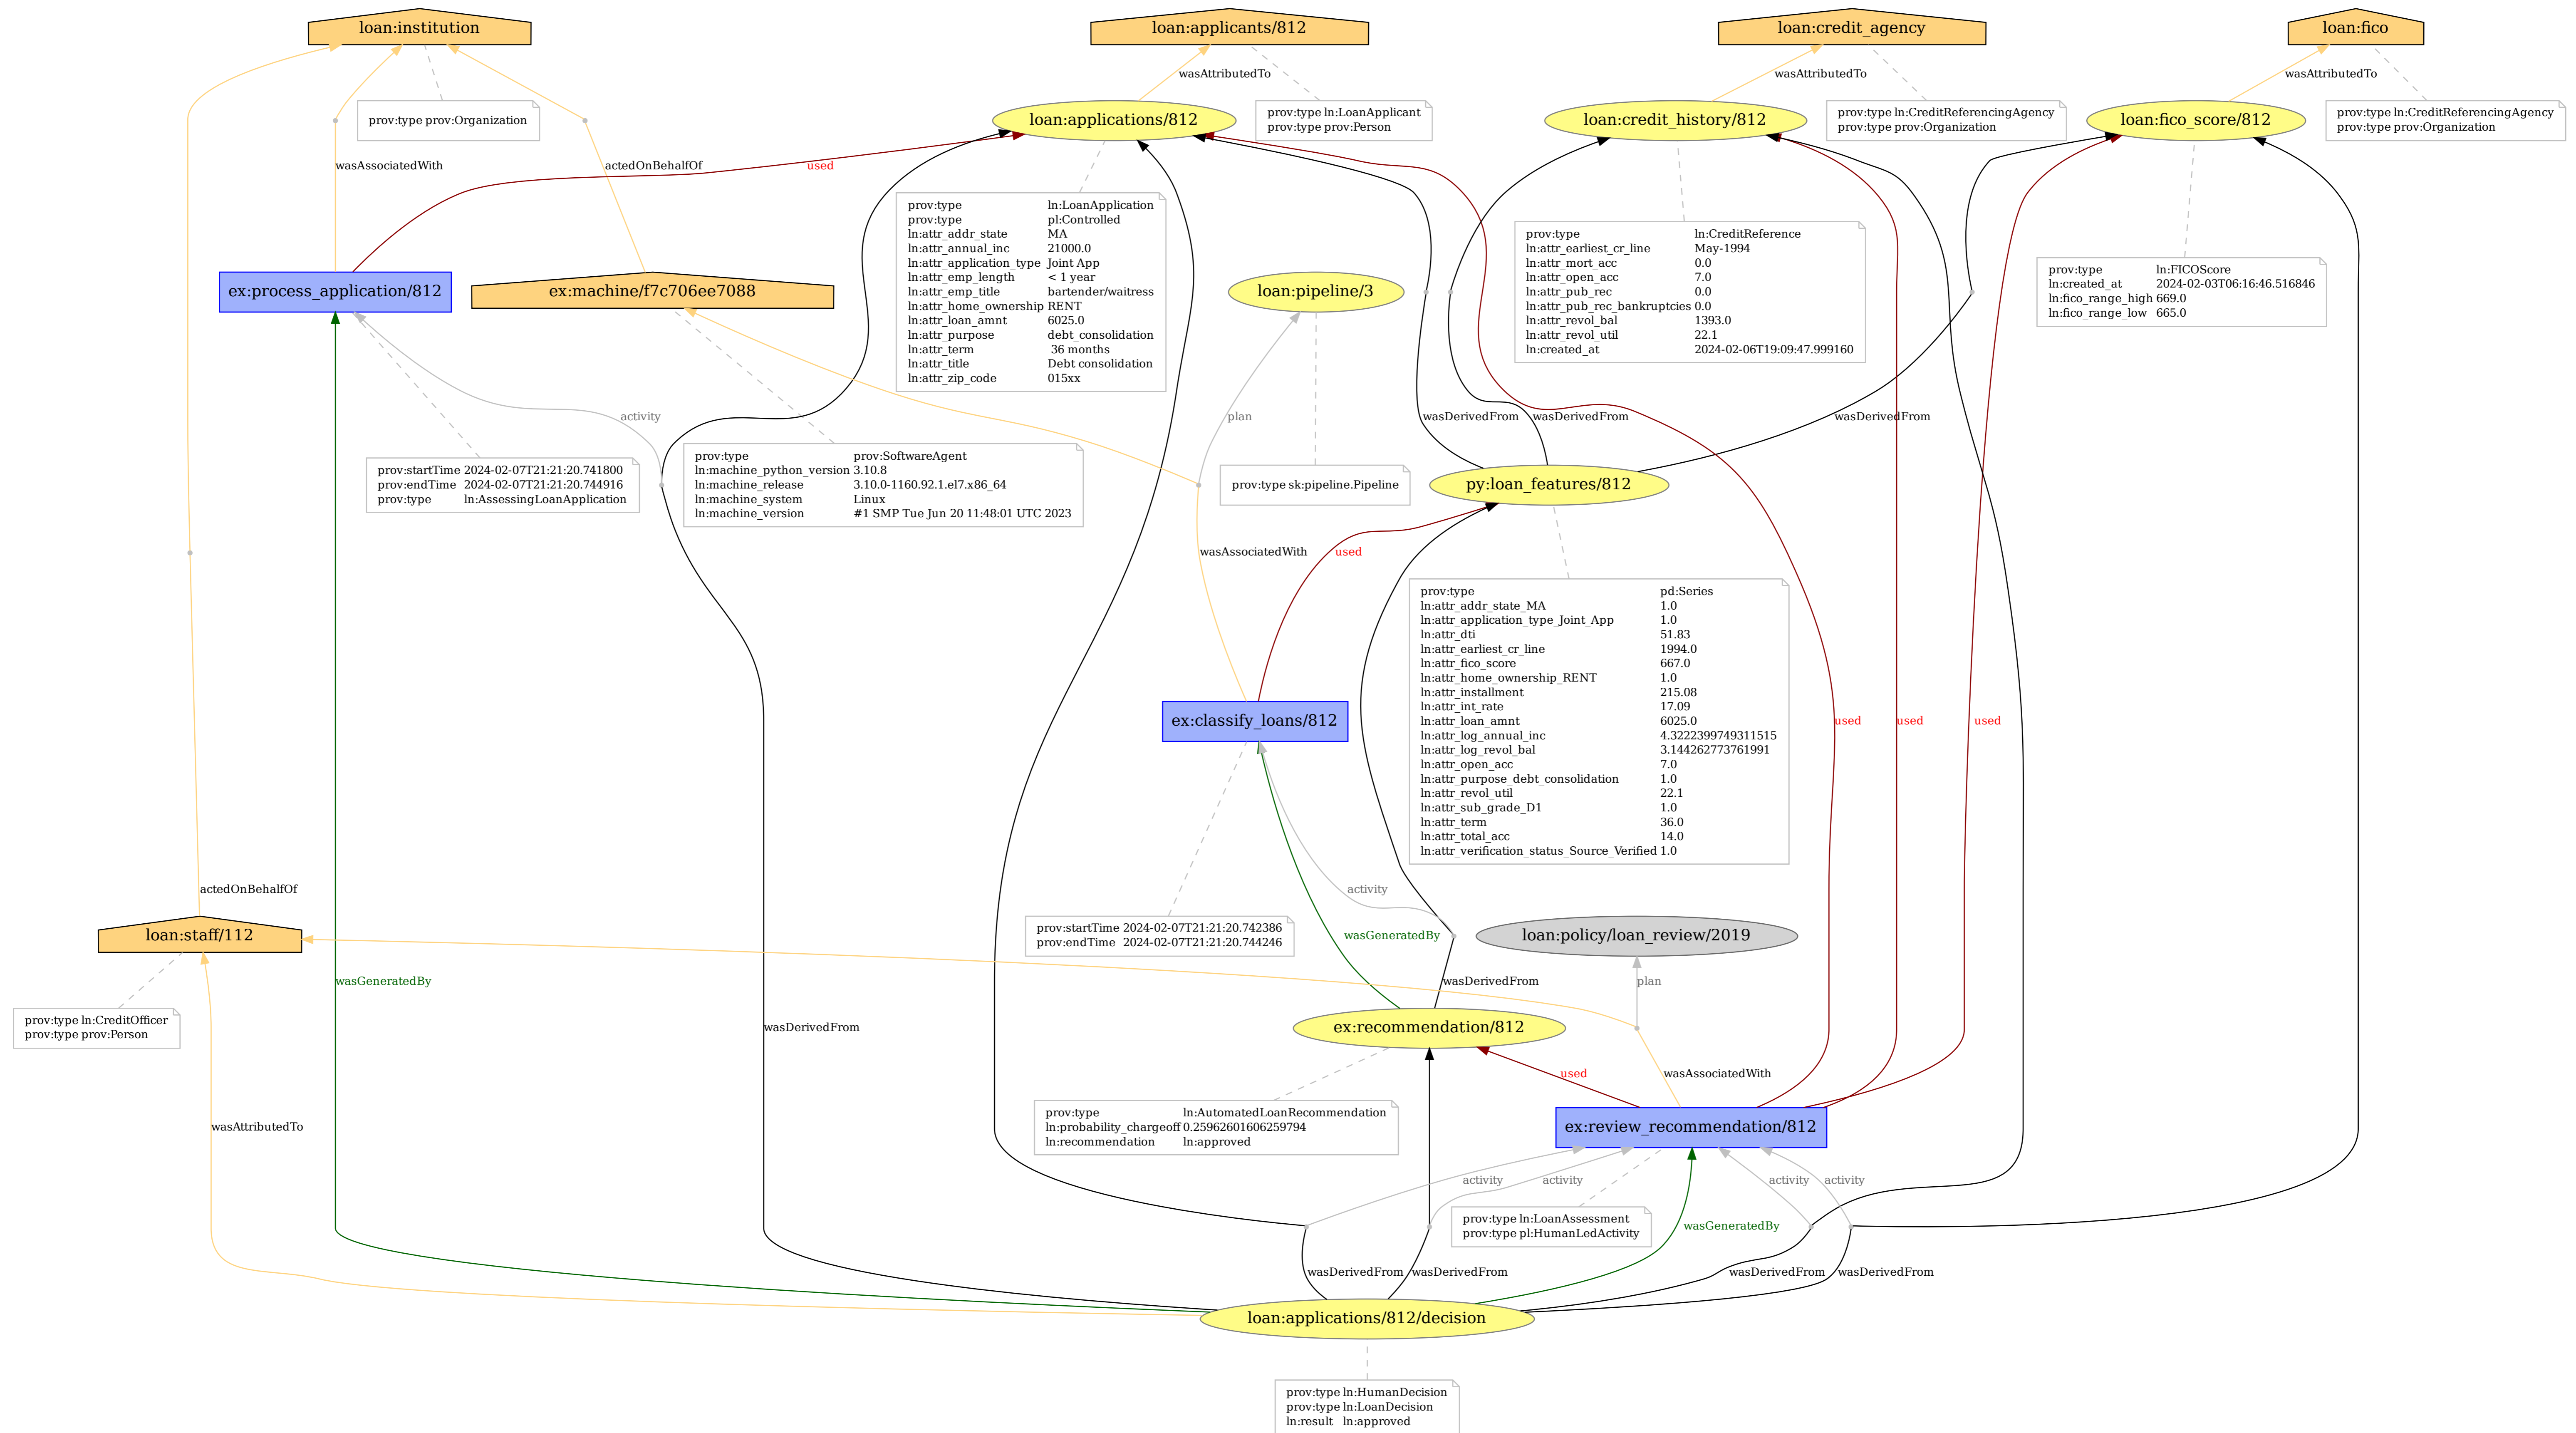 loan:institution
loan:applicants/812
loan:credit_agency
loan:fico
wasAttributedTo
wasAttributedTo
wasAttributedTo
prov:type prov:Organization
loan:applications/812
prov:type ln:LoanApplicant
prov:type prov:Person
loan:credit_history/812
prov:type ln:CreditReferencingAgency
prov:type prov:Organization
loan:fico_score/812
prov:type ln:CreditReferencingAgency
prov:type prov:Organization
wasAssociatedWith
actedOnBehalfOf
used
prov:type ln:LoanApplication
prov:type pl:Controlled
ln:attr_addr_state MA
ln:attr_annual_inc 21000.0
ln:attr_application_type Joint App
ln:attr_emp_length < 1 year
ln:attr_emp_title bartender/waitress
ln:attr_home_ownership RENT
ln:attr_loan_amnt 6025.0
ln:attr_purpose debt_consolidation
ln:attr_term 36 months
ln:attr_title Debt consolidation
ln:attr_zip_code 015xx
prov:type ln:CreditReference
ln:attr_earliest_cr_line May-1994
ln:attr_mort_acc 0.0
ln:attr_open_acc 7.0
ln:attr_pub_rec 0.0
ln:attr_pub_rec_bankruptcies 0.0
ln:attr_revol_bal 1393.0
ln:attr_revol_util 22.1
ln:created_at 2024-02-06T19:09:47.999160
prov:type ln:FICOScore
ln:created_at 2024-02-03T06:16:46.516846
ln:fico_range_high 669.0
ln:fico_range_low 665.0
ex:process_application/812
ex:machine/f7c706ee7088
loan:pipeline/3
activity
plan
wasDerivedFrom
wasDerivedFrom
wasDerivedFrom
prov:startTime 2024-02-07T21:21:20.741800
prov:endTime 2024-02-07T21:21:20.744916
prov:type ln:AssessingLoanApplication
prov:type prov:SoftwareAgent
ln:machine_python_version 3.10.8
ln:machine_release 3.10.0-1160.92.1.el7.x86_64
ln:machine_system Linux
ln:machine_version #1 SMP Tue Jun 20 11:48:01 UTC 2023
prov:type sk:pipeline.Pipeline
py:loan_features/812
wasAssociatedWith
used
prov:type pd:Series
ln:attr_addr_state_MA 1.0
ln:attr_application_type_Joint_App 1.0
ln:attr_dti 51.83
ln:attr_earliest_cr_line 1994.0
ln:attr_fico_score 667.0
ln:attr_home_ownership_RENT 1.0
ln:attr_installment 215.08
ln:attr_int_rate 17.09
ln:attr_loan_amnt 6025.0
ln:attr_log_annual_inc 4.3222399749311515
ln:attr_log_revol_bal 3.144262773761991
ln:attr_open_acc 7.0
ln:attr_purpose_debt_consolidation 1.0
ln:attr_revol_util 22.1
ln:attr_sub_grade_D1 1.0
ln:attr_term 36.0
ln:attr_total_acc 14.0
ln:attr_verification_status_Source_Verified 1.0
ex:classify_loans/812
used
used
used
actedOnBehalfOf
activity
loan:staff/112
prov:startTime 2024-02-07T21:21:20.742386
prov:endTime 2024-02-07T21:21:20.744246
wasGeneratedBy
loan:policy/loan_review/2019
wasGeneratedBy
wasDerivedFrom
plan
prov:type ln:CreditOfficer
prov:type prov:Person
wasDerivedFrom
ex:recommendation/812
used
wasAssociatedWith
prov:type ln:AutomatedLoanRecommendation
ln:probability_chargeoff 0.25962601606259794
ln:recommendation ln:approved
wasAttributedTo
ex:review_recommendation/812
activity
activity
activity
activity
prov:type ln:LoanAssessment
prov:type pl:HumanLedActivity
wasGeneratedBy
wasDerivedFrom
wasDerivedFrom
wasDerivedFrom
wasDerivedFrom
loan:applications/812/decision
prov:type ln:HumanDecision
prov:type ln:LoanDecision
ln:result ln:approved